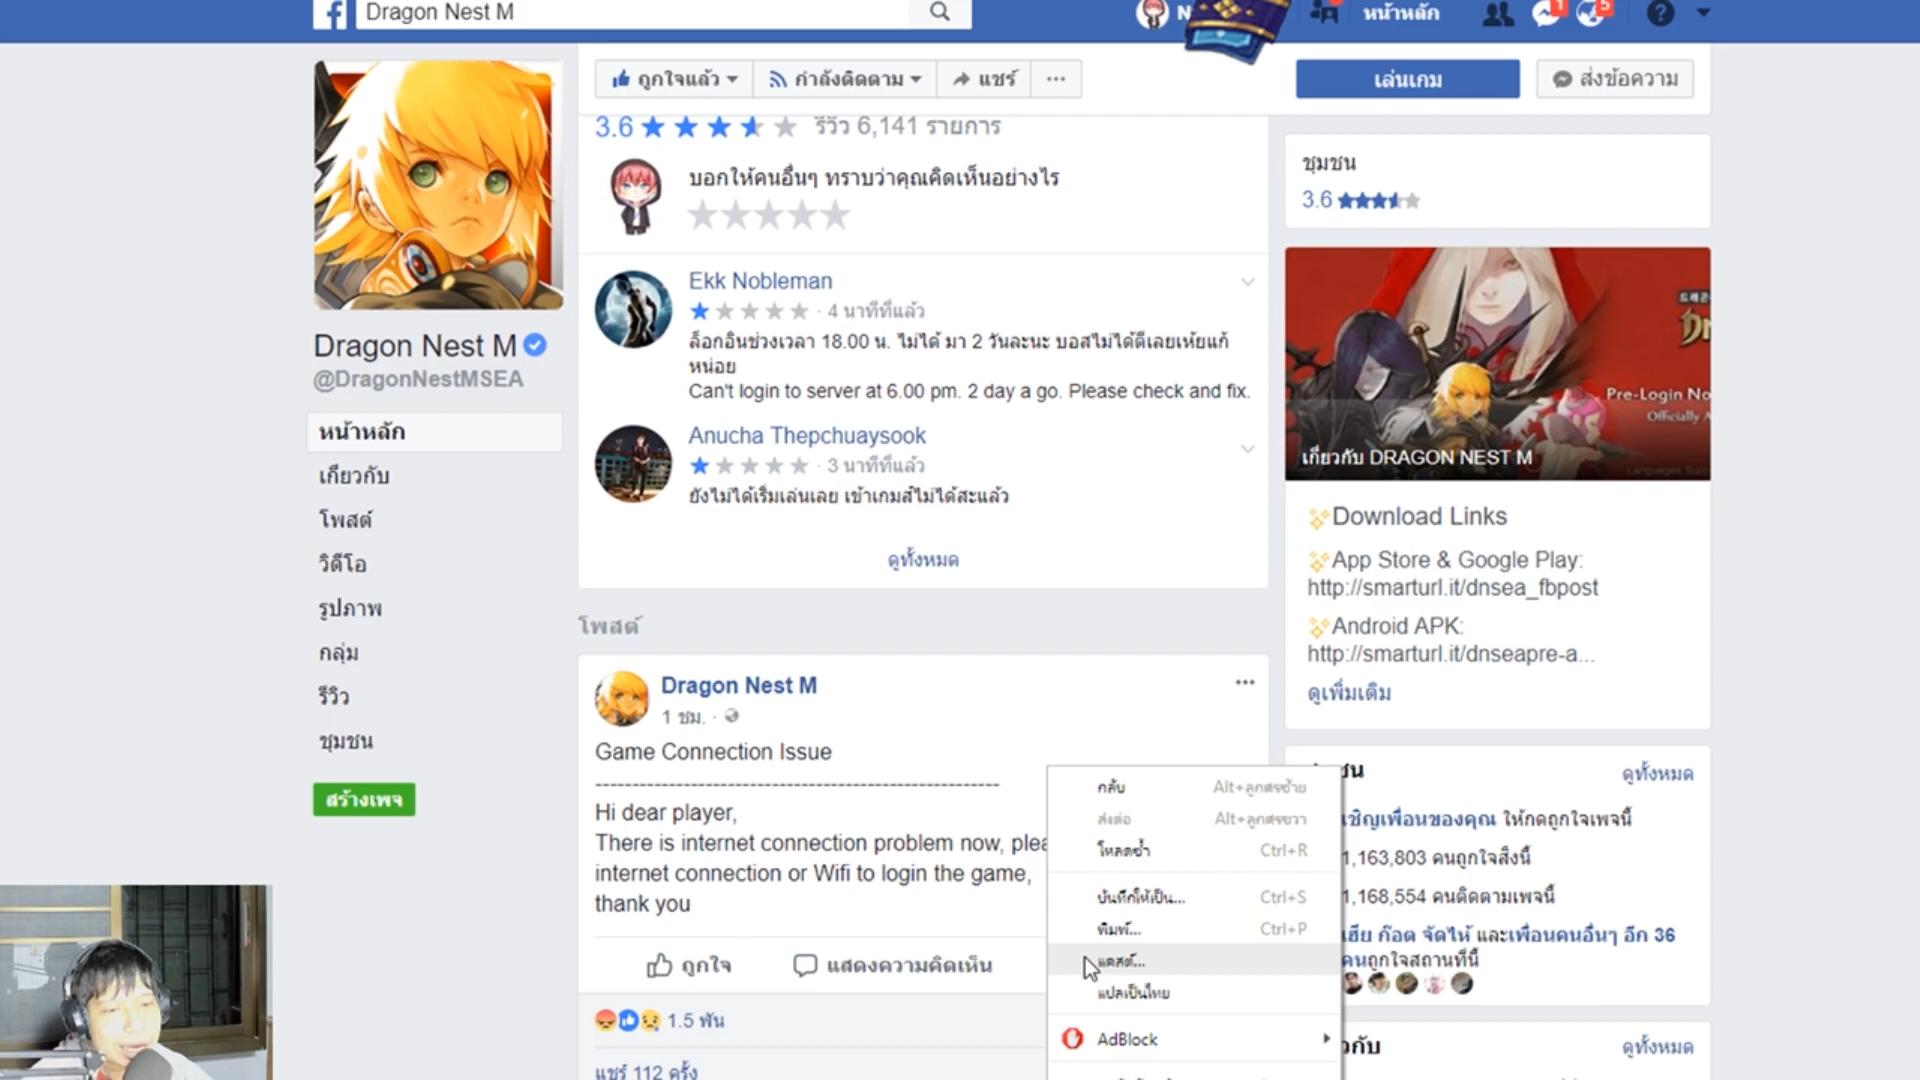 Dragon Nest M
N
หน้าหลัก
1
5
ถูกใจแล้ว
กำลังติดตาม
แชร์
เล่นเกม
ส่งข้อความ
3.6
รีวิว 6,141 รายการ
บอกให้คนอื่นๆ ทราบว่าคุณคิดเห็นอย่างไร
Ekk Nobleman
4 นาทีที่แล้ว
ล็อกอินช่วงเวลา 18.00 น. ไม่ได้ มา 2 วันละนะ บอสไม่ได้ตีเลยเห้ยแก้
หน่อย
Can't login to server at 6.00 pm. 2 day a go. Please check and fix.
Anucha Thepchuaysook
3 นาทีที่แล้ว
ยังไม่ได้เริ่มเล่นเลย เข้าเกมส์ไม่ได้สะแล้ว
ดูทั้งหมด
Dragon Nest M
@DragonNestMSEA
หน้าหลัก
เกี่ยวกับ
โพสต์
วิดีโอ
รูปภาพ
กลุ่ม
รีวิว
ชุมชน
สร้างเพจ
โพสต์
Dragon Nest M
1 ชม. ·
Game Connection Issue
-------------------------------------------------------
Hi dear player,
There is internet connection problem now, plea
internet connection or Wifi to login the game,
thank you
ถูกใจ
แสดงความคิดเห็น
1.5 พัน
แชร์ 112 ครั้ง
กลับ Alt+ลูกศรซ้าย
ส่งต่อ Alt+ลูกศรขวา
โหลดซ้ำ Ctrl+R
บันทึกให้เป็น... Ctrl+S
พิมพ์... Ctrl+P
แคสต์...
แปลเป็นไทย
AdBlock
ชุมชน
3.6
Pre-Login No
Officially A
เกี่ยวกับ DRAGON NEST M
Download Links
App Store & Google Play:
http://smarturl.it/dnsea_fbpost
Android APK:
http://smarturl.it/dnseapre-a...
ดูเพิ่มเติม
ดูทั้งหมด
เชิญเพื่อนของคุณ ให้กดถูกใจเพจนี้
1,163,803 คนถูกใจสิ่งนี้
1,168,554 คนติดตามเพจนี้
เฮีย ก๊อต จัดไห้ และเพื่อนคนอื่นๆ อีก 36
คนถูกใจสถานที่นี้
วกับ
ดูทั้งหมด